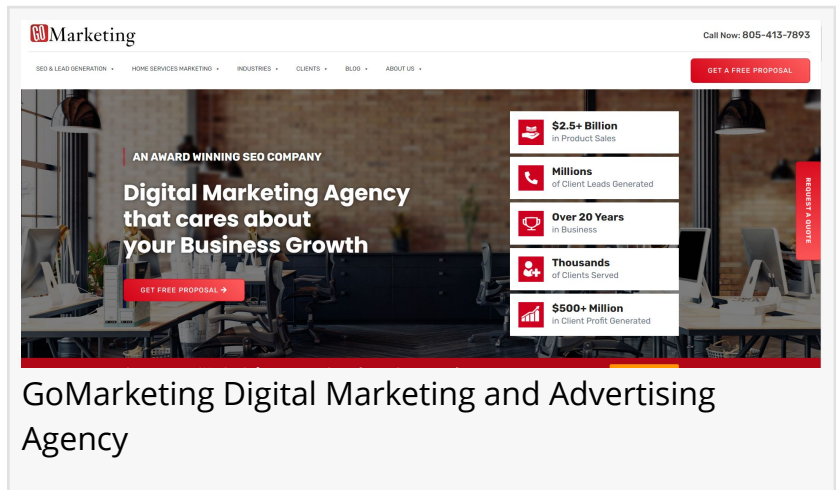 GO Marketing
Call Now: 805-413-7893
SEO & LEAD GENERATION
HOME SERVICES MARKETING
INDUSTRIES
CLIENTS
BLOG
ABOUT US
GET A FREE PROPOSAL
AN AWARD WINNING SEO COMPANY
Digital Marketing Agency
that cares about
your Business Growth
GET FREE PROPOSAL →
$2.5+ Billion
in Product Sales
Millions
of Client Leads Generated
Over 20 Years
in Business
Thousands
of Clients Served
$500+ Million
in Client Profit Generated
REQUEST A QUOTE
GoMarketing Digital Marketing and Advertising
Agency